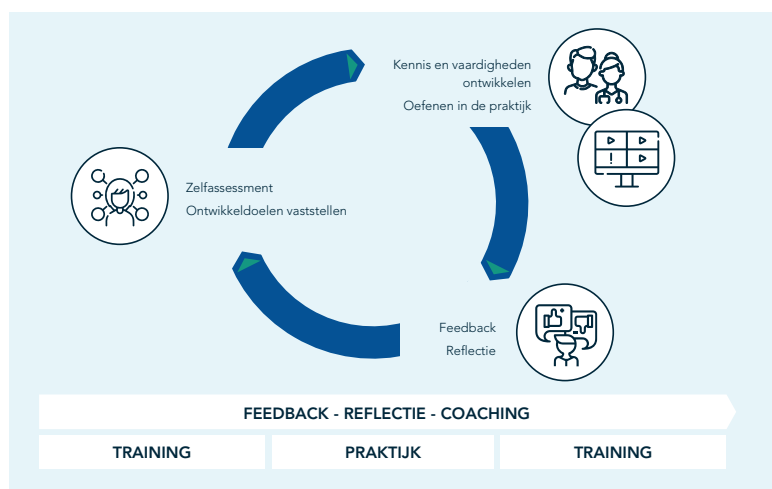 Kennis en vaardigheden
ontwikkelen
Oefenen in de praktijk
Zelfassessment
Ontwikkeldoelen vaststellen
Feedback
Reflectie
FEEDBACK - REFLECTIE - COACHING
TRAINING
PRAKTIJK
TRAINING